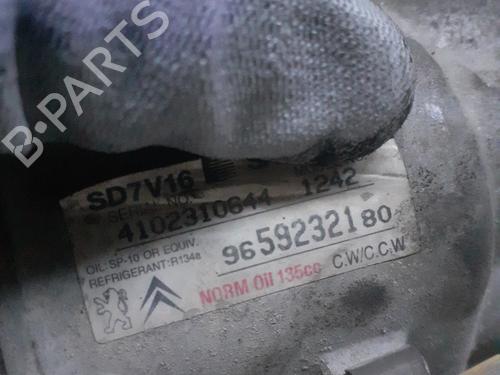 B-PARTS
SD7V16
SERIAL NO.
4102310644 1242
OIL: SP-10 OR EQUIV.
REFRIGERANT: R134a
9659232180
NORM Oil 135cc
C.W/C.C.W